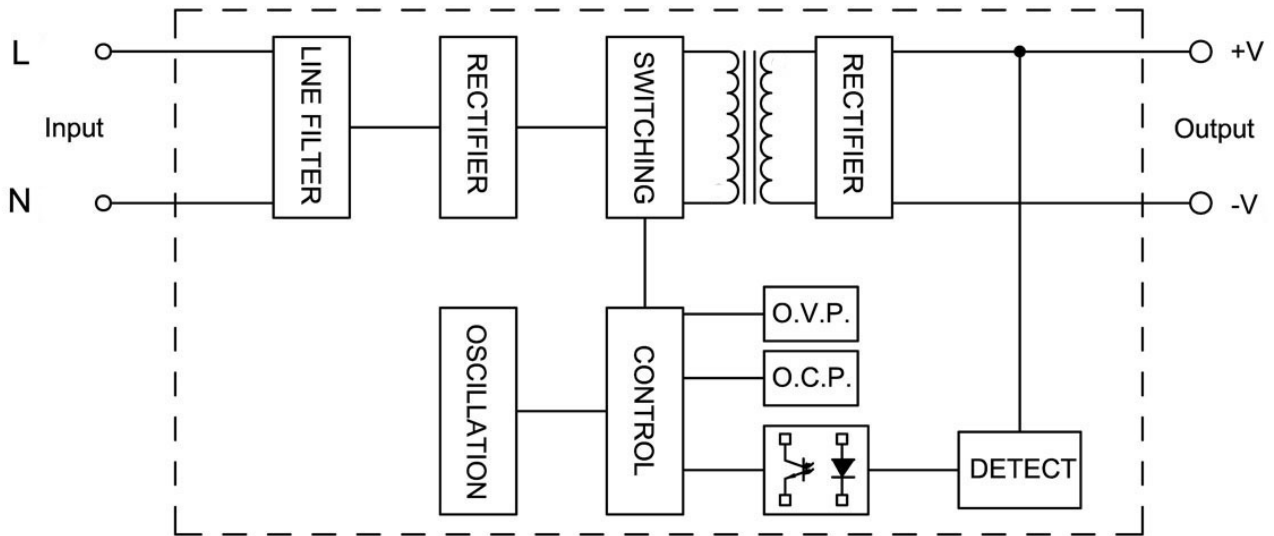 L
Input
N
LINE FILTER
RECTIFIER
SWITCHING
RECTIFIER
+V
Output
-V
OSCILLATION
CONTROL
O.V.P.
O.C.P.
DETECT